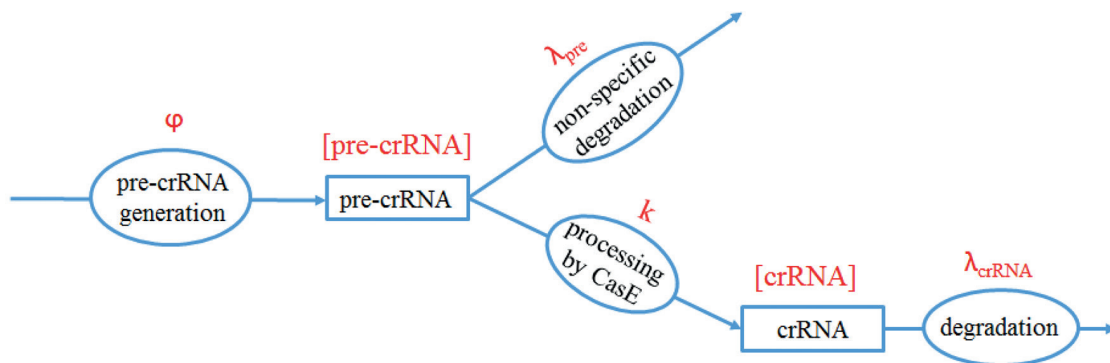 φ
pre-crRNA
generation
[pre-crRNA]
pre-crRNA
λpre
non-specific
degradation
k
processing
by CasE
[crRNA]
crRNA
λcrRNA
degradation